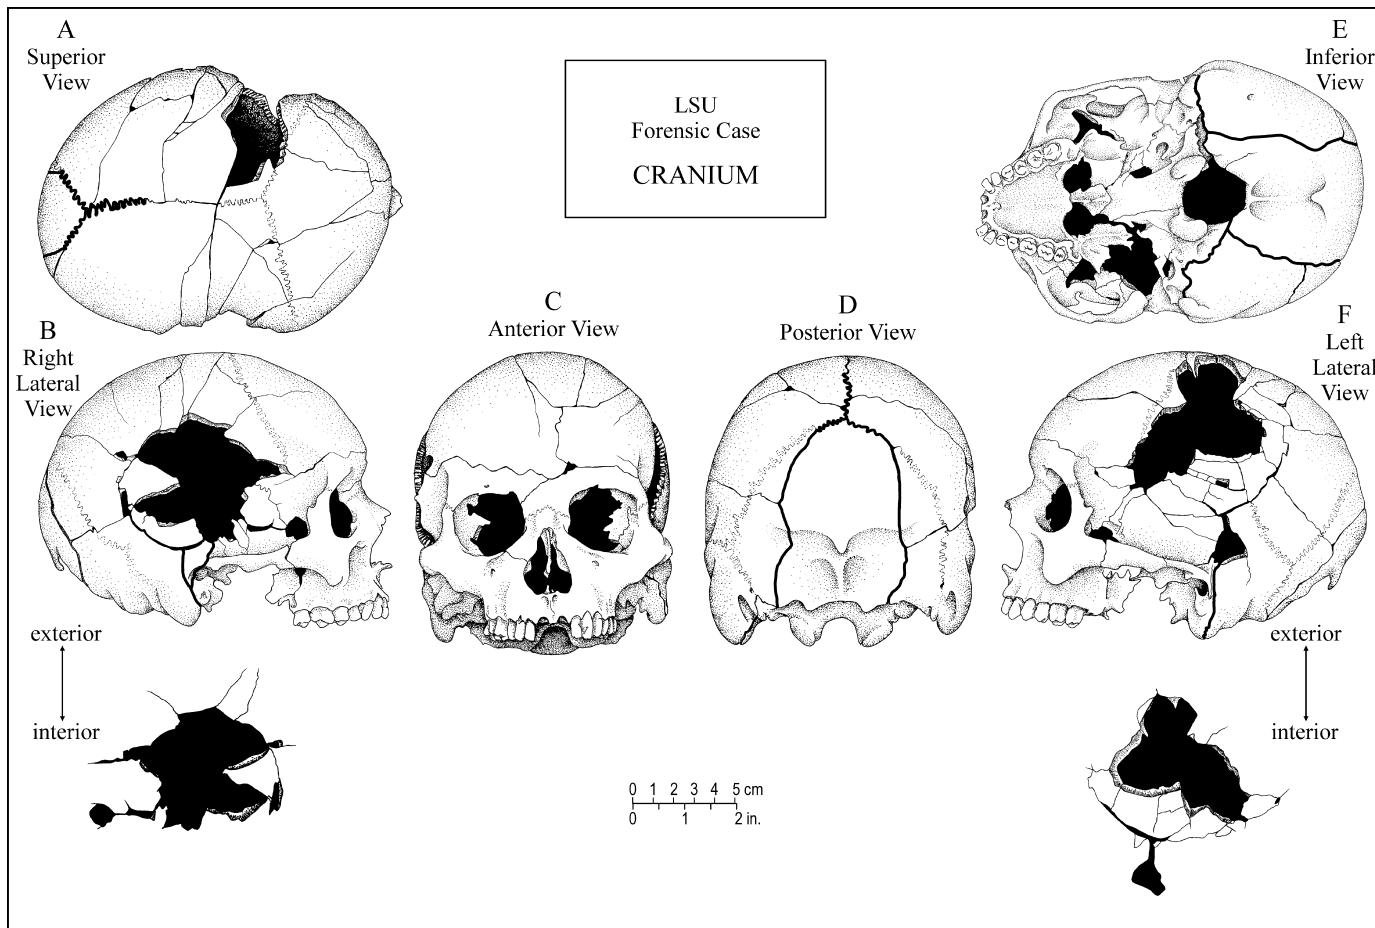 A
Superior
View
LSU
Forensic Case
CRANIUM
E
Inferior
View
B
Right
Lateral
View
C
Anterior View
D
Posterior View
F
Left
Lateral
View
exterior
interior
0 1 2 3 4 5 cm
0 1 2 in.
exterior
interior